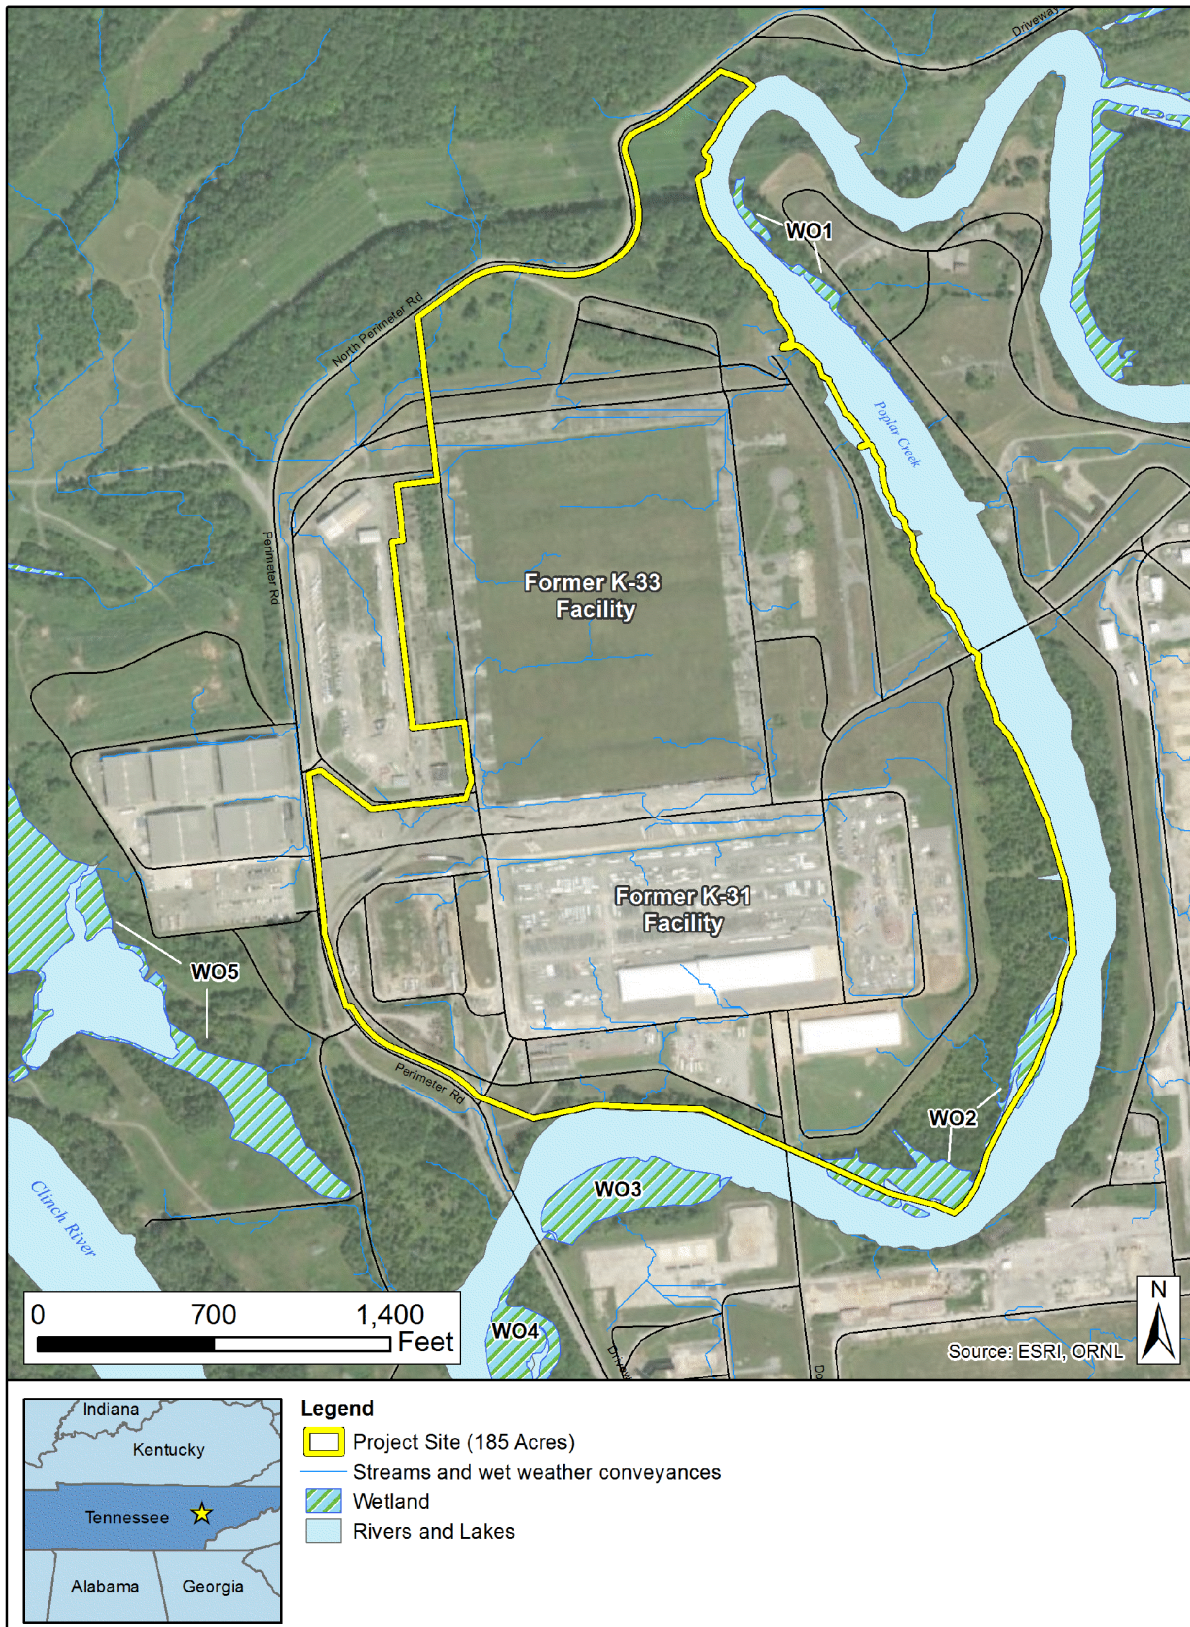 Driveway
WO1
North Perimeter Rd
Poplar Creek
Perimeter Rd
Former K-33
Facility
Former K-31
Facility
WO5
Perimeter Rd
WO2
WO3
Clinch River
WO4
0 700 1,400
Feet
N
Source: ESRI, ORNL
Indiana
Kentucky
Tennessee
Alabama
Georgia
Legend
Project Site (185 Acres)
Streams and wet weather conveyances
Wetland
Rivers and Lakes